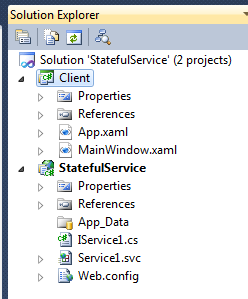 Solution Explorer
Solution 'StatefulService' (2 projects)
Client
Properties
References
App.xaml
MainWindow.xaml
StatefulService
Properties
References
App_Data
IService1.cs
Service1.svc
Web.config